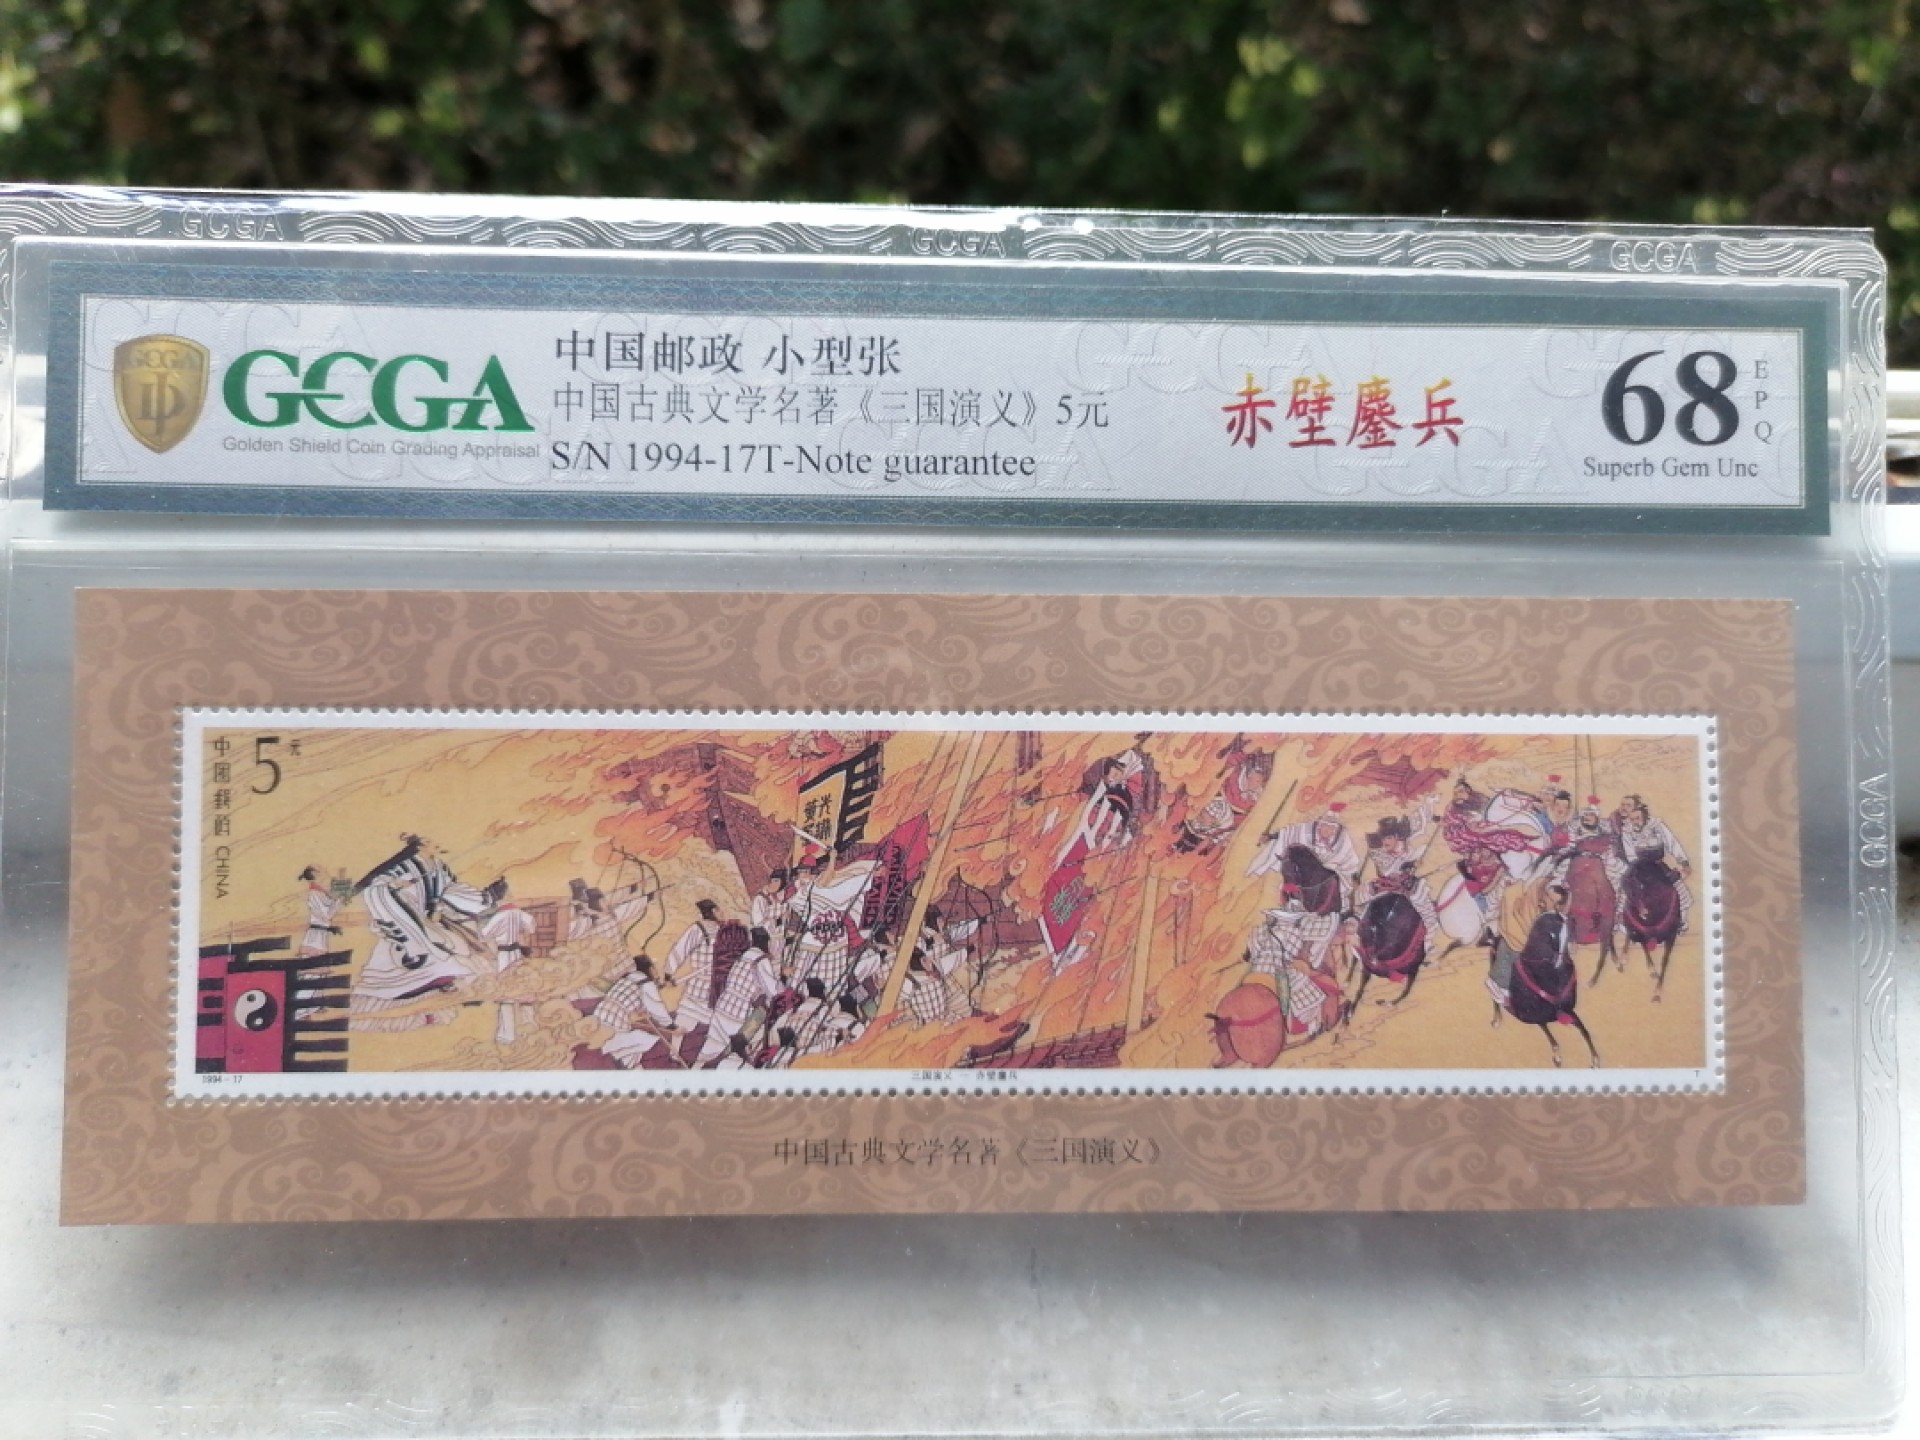 GCGA GCGA GCGA
中国邮政 小型张
GCGA
GCGA
中国古典文学名著《三国演义》5元
Golden Shield Coin Grading Appraisal
S/N 1994-17T-Note guarantee
赤壁鏖兵
68
EPQ
Superb Gem Unc
GCGA
中国邮政 CHINA
5元
1994-17
三国演义 — 赤壁鏖兵
T
中国古典文学名著《三国演义》